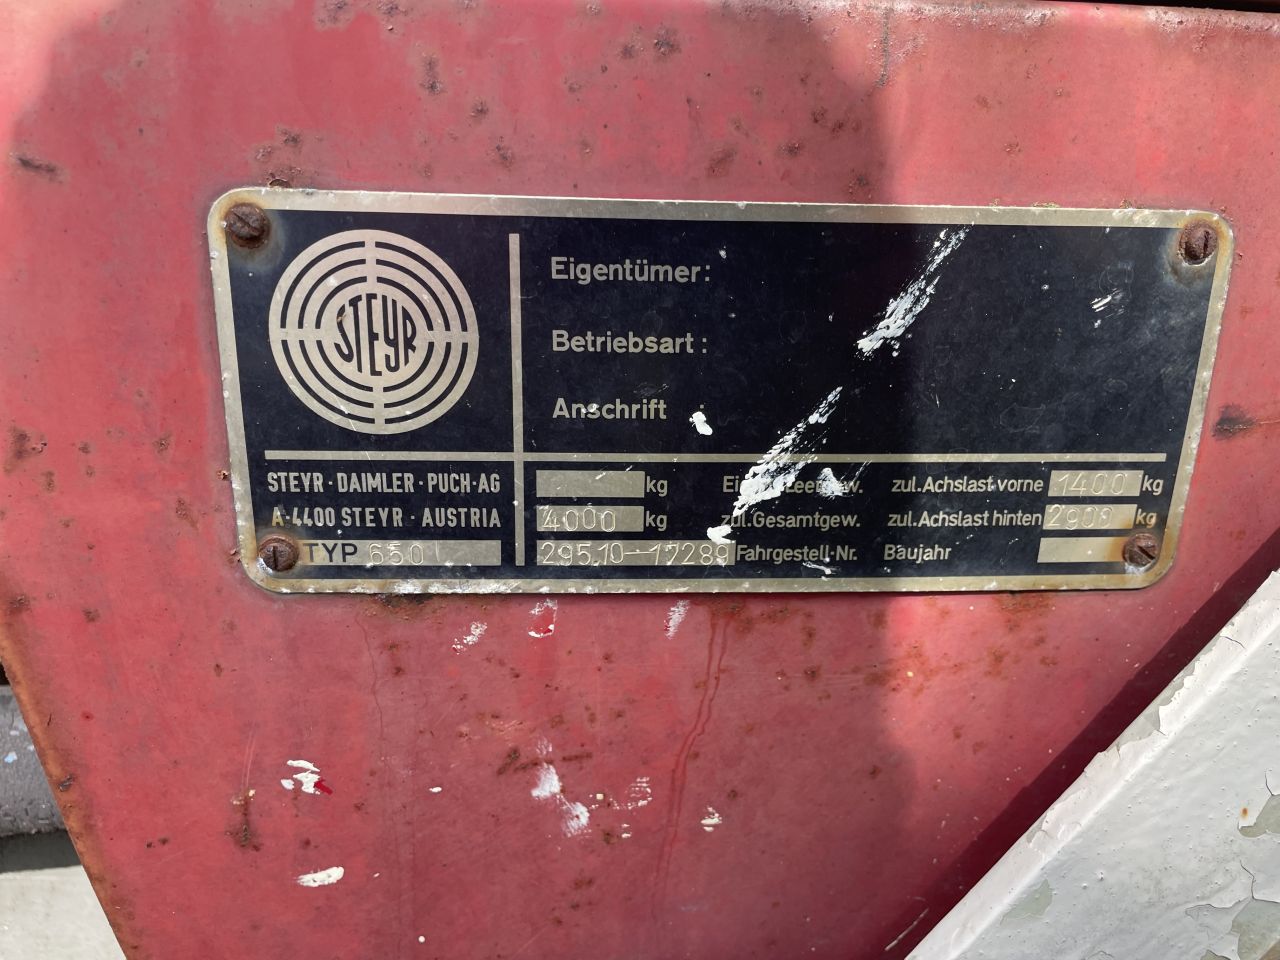 STEYR
Eigentümer:
Betriebsart:
Anschrift :
STEYR · DAIMLER · PUCH · AG
A-4400 STEYR · AUSTRIA
TYP 650
kg Leergew. zul.Achslast vorne 1400 kg
4000 kg zul.Gesamtgew. zul.Achslast hinten 2900 kg
295.10-17289 Fahrgestell-Nr. Baujahr